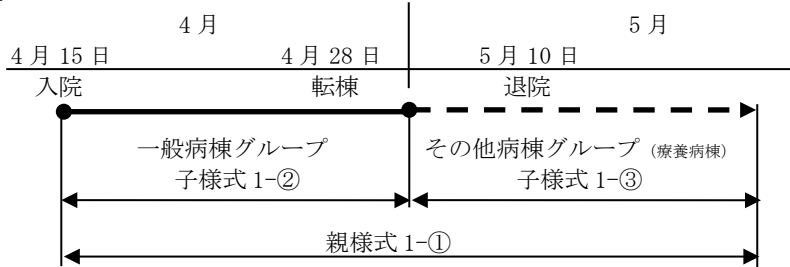 4月 5月
4月15日 4月28日 5月10日
入院 転棟 退院
一般病棟グループ その他病棟グループ（療養病棟）
子様式1-② 子様式1-③
親様式1-①